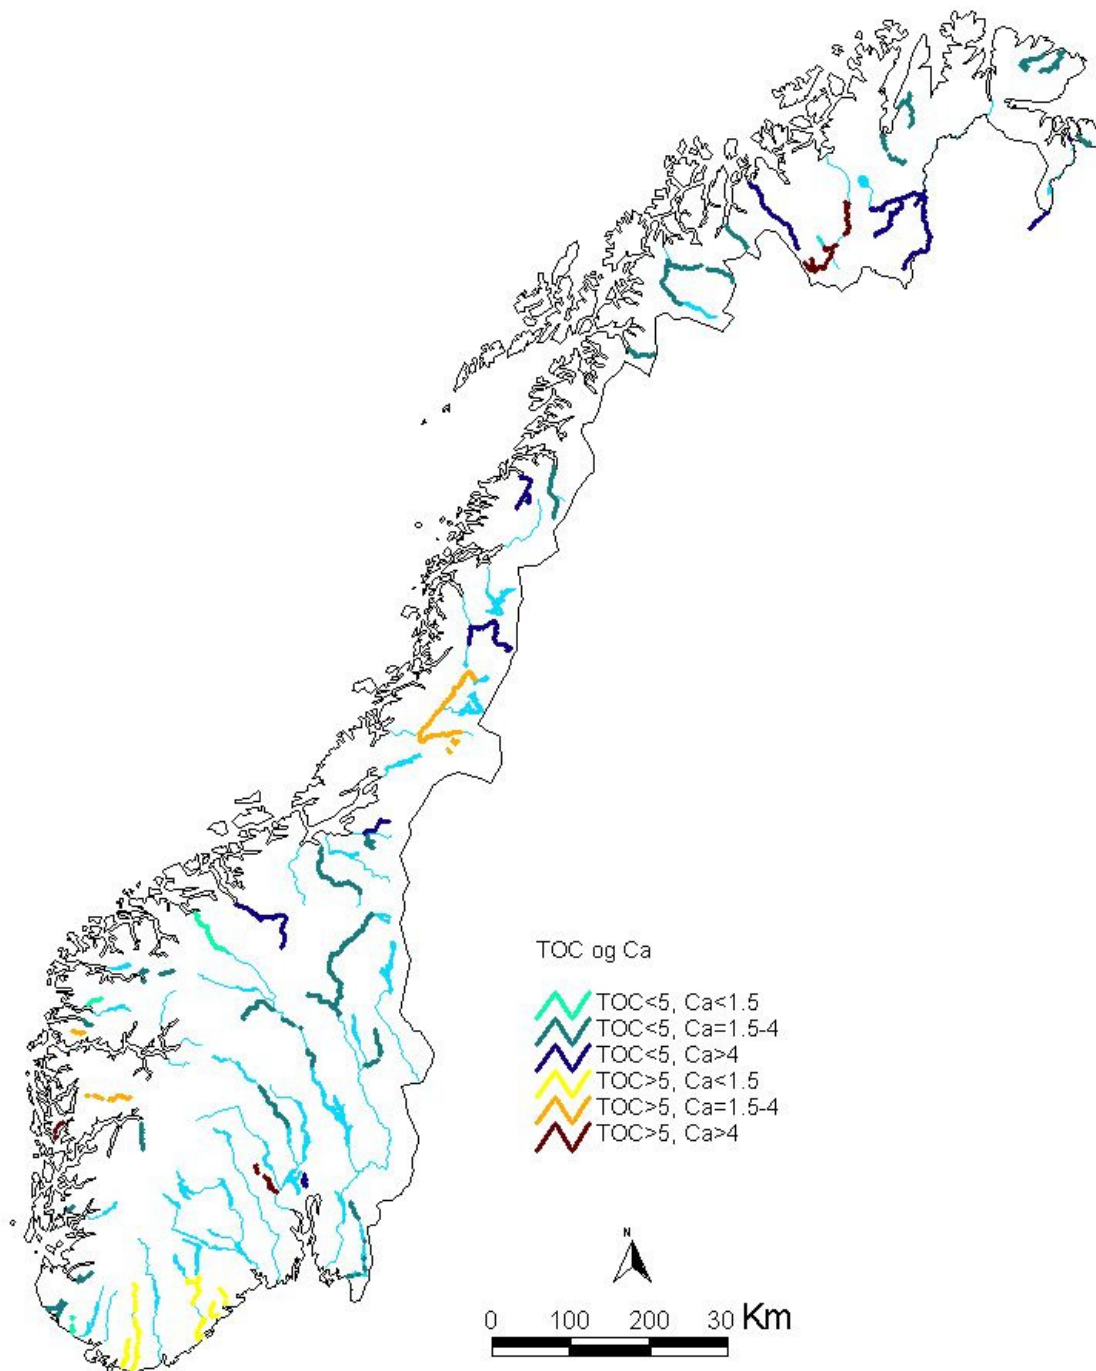 TOC og Ca
TOC<5, Ca<1.5
TOC<5, Ca=1.5-4
TOC<5, Ca>4
TOC>5, Ca<1.5
TOC>5, Ca=1.5-4
TOC>5, Ca>4
N
0 100 200 30 Km